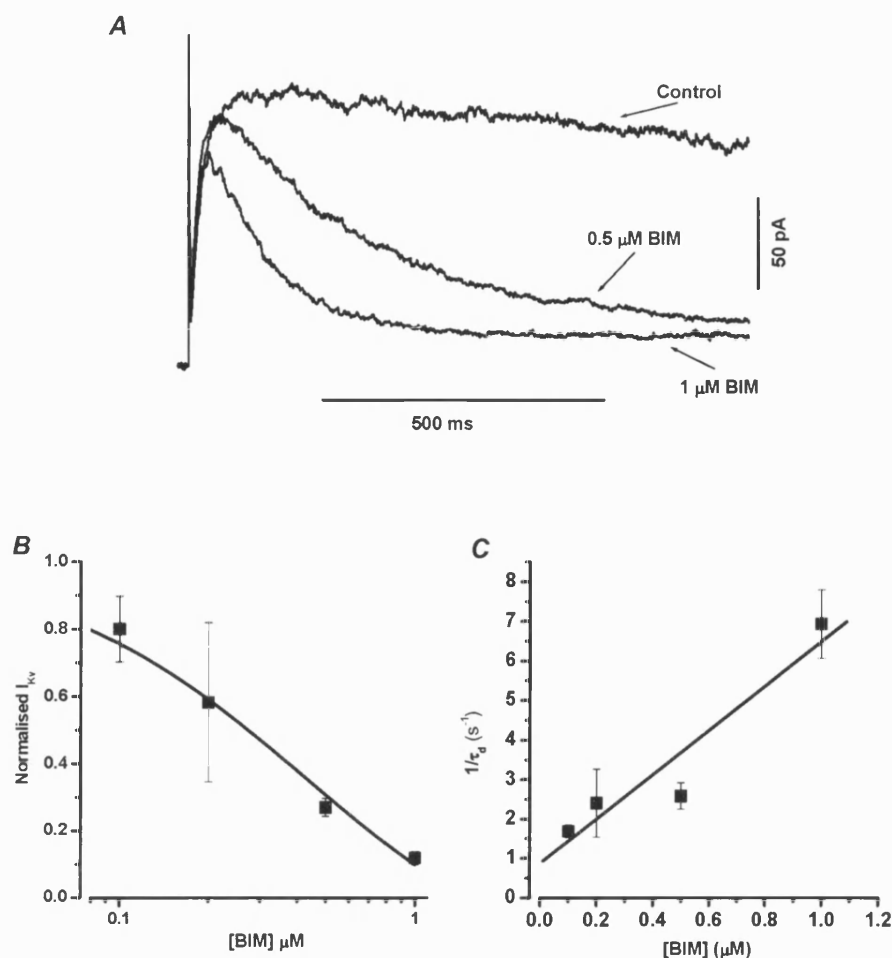 A
Control
0.5 µM BIM
50 pA
1 µM BIM
500 ms
B
1.0
0.8
0.6
0.4
0.2
0.0
Normalised I_Kv
0.1
1
[BIM] µM
C
8
7
6
5
4
3
2
1
0
1/τ_d (s⁻¹)
0.0
0.2
0.4
0.6
0.8
1.0
1.2
[BIM] (µM)